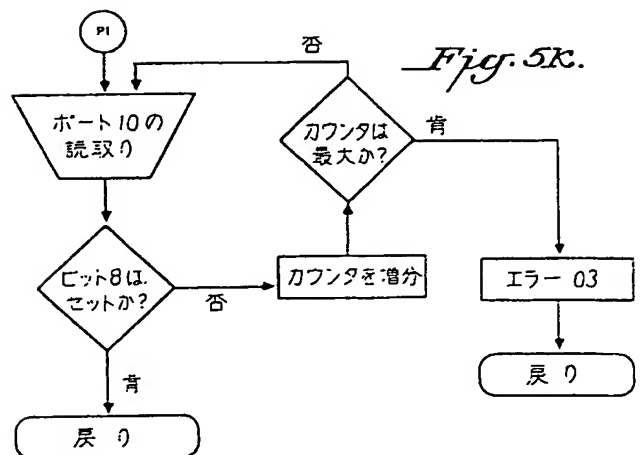 P1
否
Fig. 5K.
ポート10の
読取り
カウンタは
最大か?
肯
ビット8は、
セットか?
否
カウンタを増分
エラー 03
肯
戻り
戻り